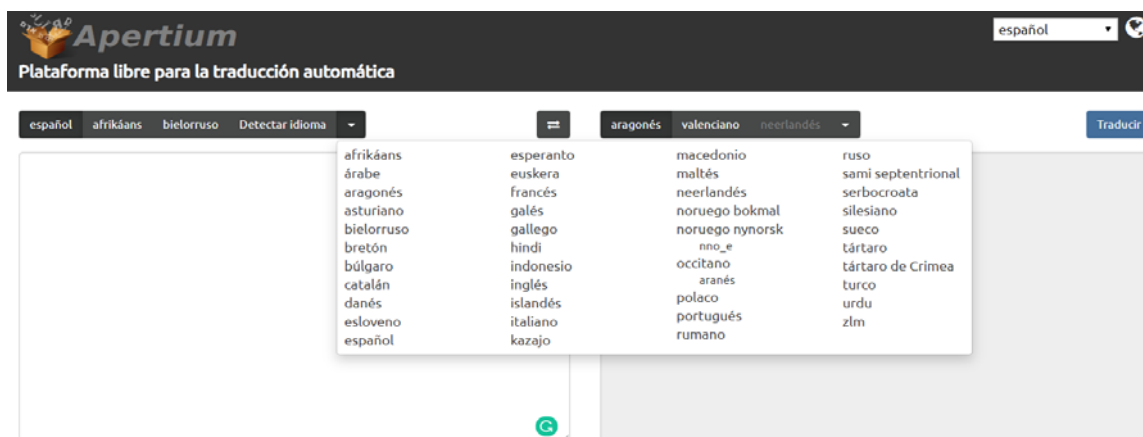 Apertium
español
Plataforma libre para la traducción automática
español afrikáans bielorruso Detectar idioma
aragonés valenciano neerlandés
Traducir
afrikáans
árabe
aragonés
asturiano
bielorruso
bretón
búlgaro
catalán
danés
esloveno
español
esperanto
euskera
francés
galés
gallego
hindi
indonesio
inglés
islandés
italiano
kazajo
macedonio
maltés
neerlandés
noruego bokmal
noruego nynorsk
nno_e
occitano
aranés
polaco
portugués
rumano
ruso
sami septentrional
serbocroata
silesiano
sueco
tártaro
tártaro de Crimea
turco
urdu
zlm